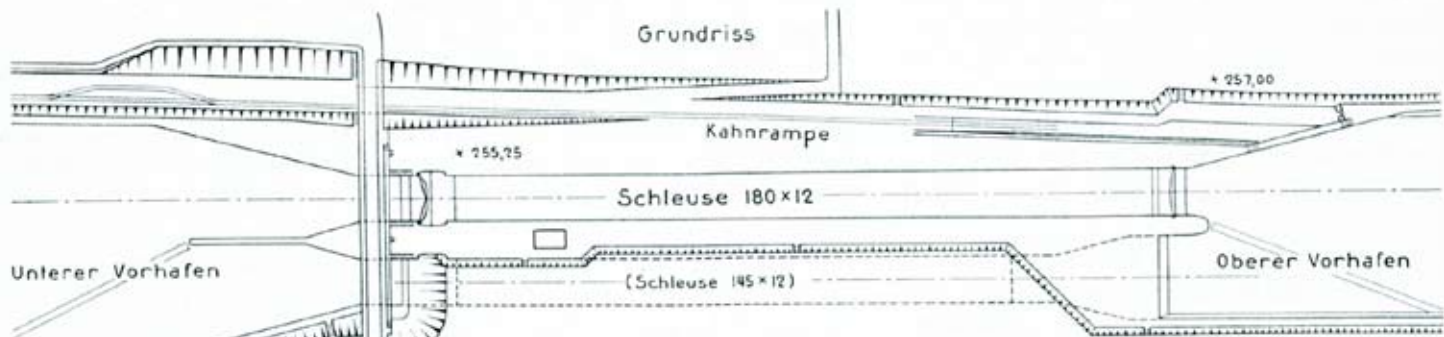 Grundriss
257,00
Kahnrampe
255,25
Schleuse 180×12
Unterer Vorhafen
(Schleuse 145×12)
Oberer Vorhafen